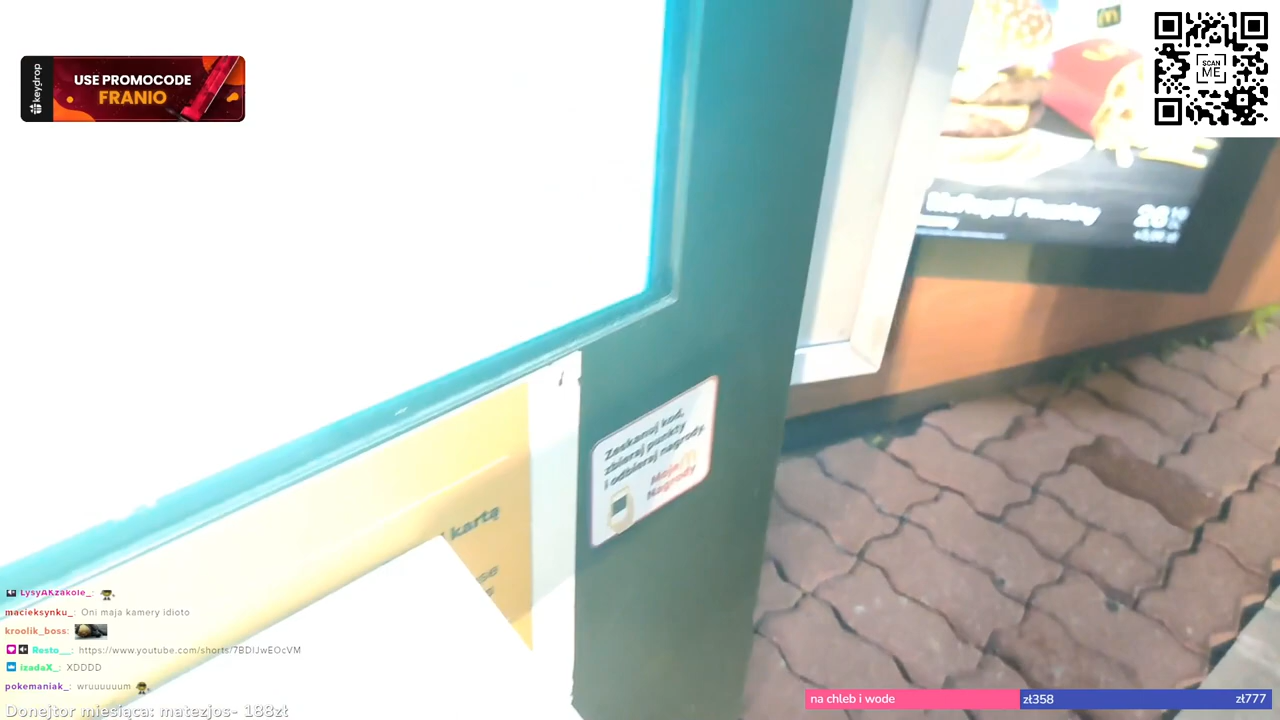 keydrop
USE PROMOCODE
FRANIO
SCAN
ME
McRoyal Pikantny
26
Zeskanuj kod,
zbieraj punkty
i odbieraj nagrody.
Moje
Nagrody
kartą
LysyAKzakole_:
macieksynku_: Oni maja kamery idioto
kroolik_boss:
Resto__: https://www.youtube.com/shorts/7BDIJwEOcVM
izadaX_: XDDDD
pokemaniak_: wruuuuuum
Donejtor miesiąca: matezjos- 188zł
na chleb i wode
zł358
zł777